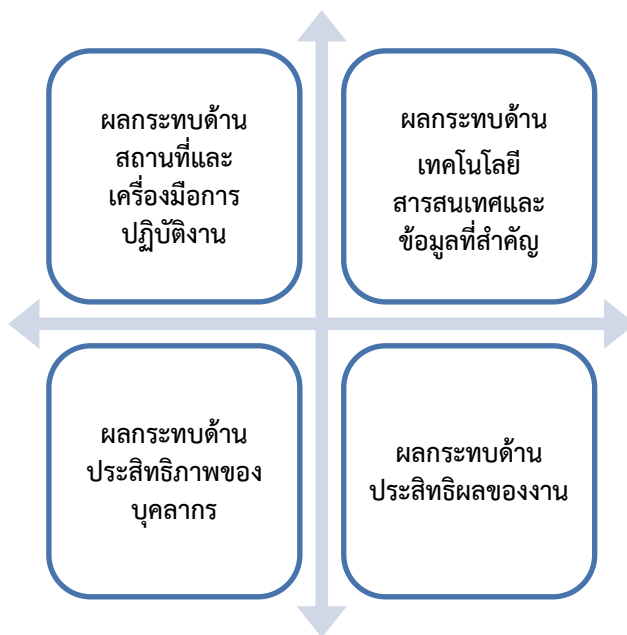 ผลกระทบด้าน
สถานที่และ
เครื่องมือการ
ปฏิบัติงาน
ผลกระทบด้าน
เทคโนโลยี
สารสนเทศและ
ข้อมูลที่สำคัญ
ผลกระทบด้าน
ประสิทธิภาพของ
บุคลากร
ผลกระทบด้าน
ประสิทธิผลของงาน